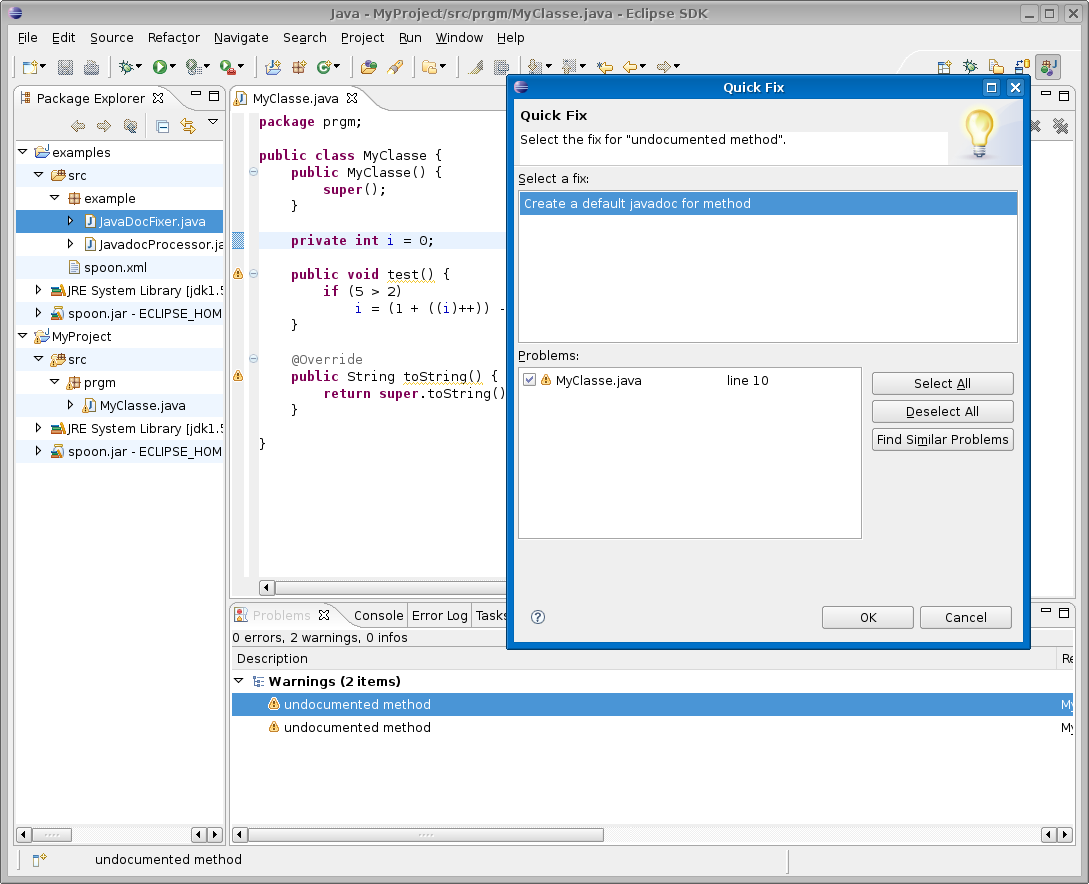 Java - MyProject/src/prgm/MyClasse.java - Eclipse SDK
File Edit Source Refactor Navigate Search Project Run Window Help
Package Explorer
examples
src
example
JavaDocFixer.java
JavadocProcessor.ja
spoon.xml
JRE System Library [jdk1.5
spoon.jar - ECLIPSE_HOM
MyProject
src
prgm
MyClasse.java
JRE System Library [jdk1.5
spoon.jar - ECLIPSE_HOM
MyClasse.java
package prgm;
public class MyClasse {
public MyClasse() {
super();
}
private int i = 0;
public void test() {
if (5 > 2)
i = (1 + ((i)++)) -
}
@Override
public String toString() {
return super.toString()
}
}
Quick Fix
Quick Fix
Select the fix for "undocumented method".
Select a fix:
Create a default javadoc for method
Problems:
MyClasse.java line 10
Select All
Deselect All
Find Similar Problems
OK Cancel
Problems Console Error Log Tasks
0 errors, 2 warnings, 0 infos
Description Re
Warnings (2 items)
undocumented method My
undocumented method My
undocumented method